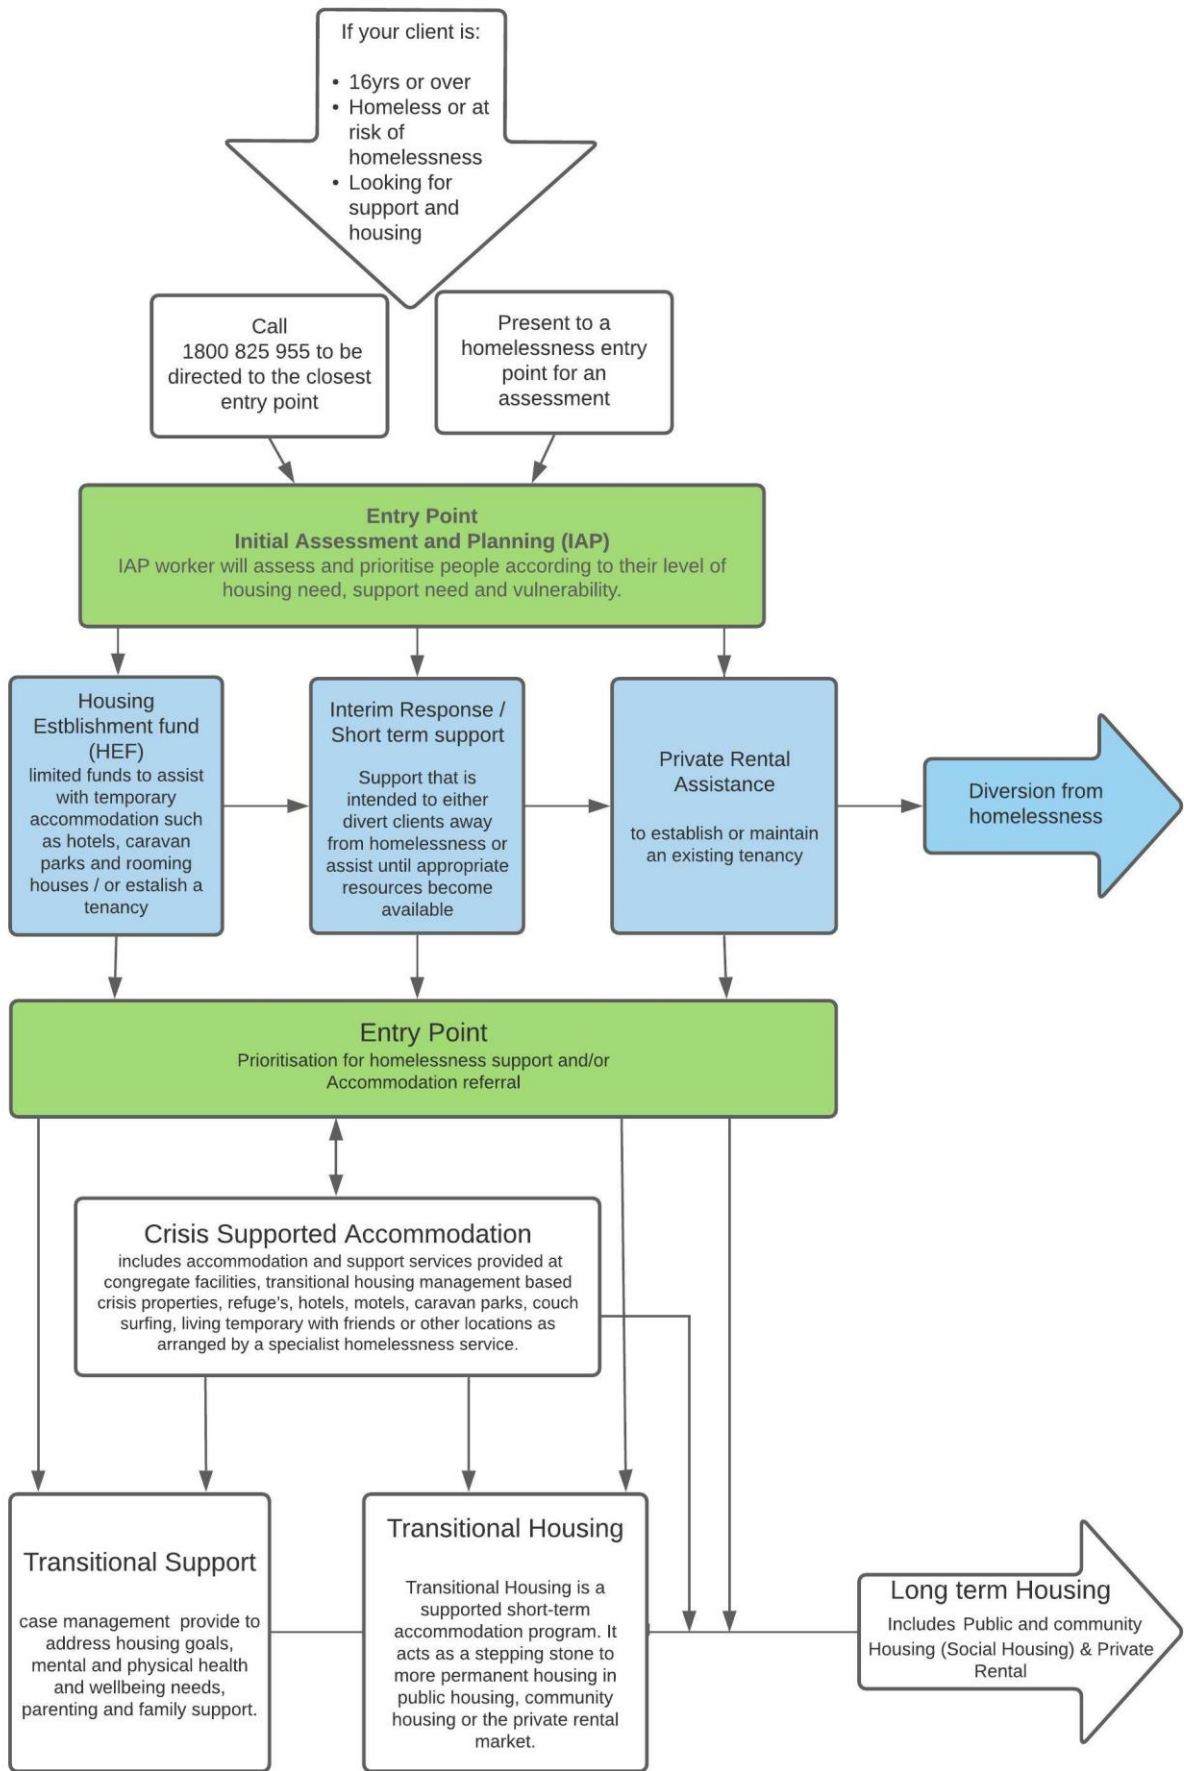 If your client is:
• 16yrs or over
• Homeless or at
risk of
homelessness
• Looking for
support and
housing
Call
1800 825 955 to be
directed to the closest
entry point
Present to a
homelessness entry
point for an
assessment
Entry Point
Initial Assessment and Planning (IAP)
IAP worker will assess and prioritise people according to their level of
housing need, support need and vulnerability.
Housing
Estblishment fund
(HEF)
limited funds to assist
with temporary
accommodation such
as hotels, caravan
parks and rooming
houses / or estalish a
tenancy
Interim Response /
Short term support
Support that is
intended to either
divert clients away
from homelessness or
assist until appropriate
resources become
available
Private Rental
Assistance
to establish or maintain
an existing tenancy
Diversion from
homelessness
Entry Point
Prioritisation for homelessness support and/or
Accommodation referral
Crisis Supported Accommodation
includes accommodation and support services provided at
congregate facilities, transitional housing management based
crisis properties, refuge's, hotels, motels, caravan parks, couch
surfing, living temporary with friends or other locations as
arranged by a specialist homelessness service.
Transitional Support
case management provide to
address housing goals,
mental and physical health
and wellbeing needs,
parenting and family support.
Transitional Housing
Transitional Housing is a
supported short-term
accommodation program. It
acts as a stepping stone to
more permanent housing in
public housing, community
housing or the private rental
market.
Long term Housing
Includes Public and community
Housing (Social Housing) & Private
Rental